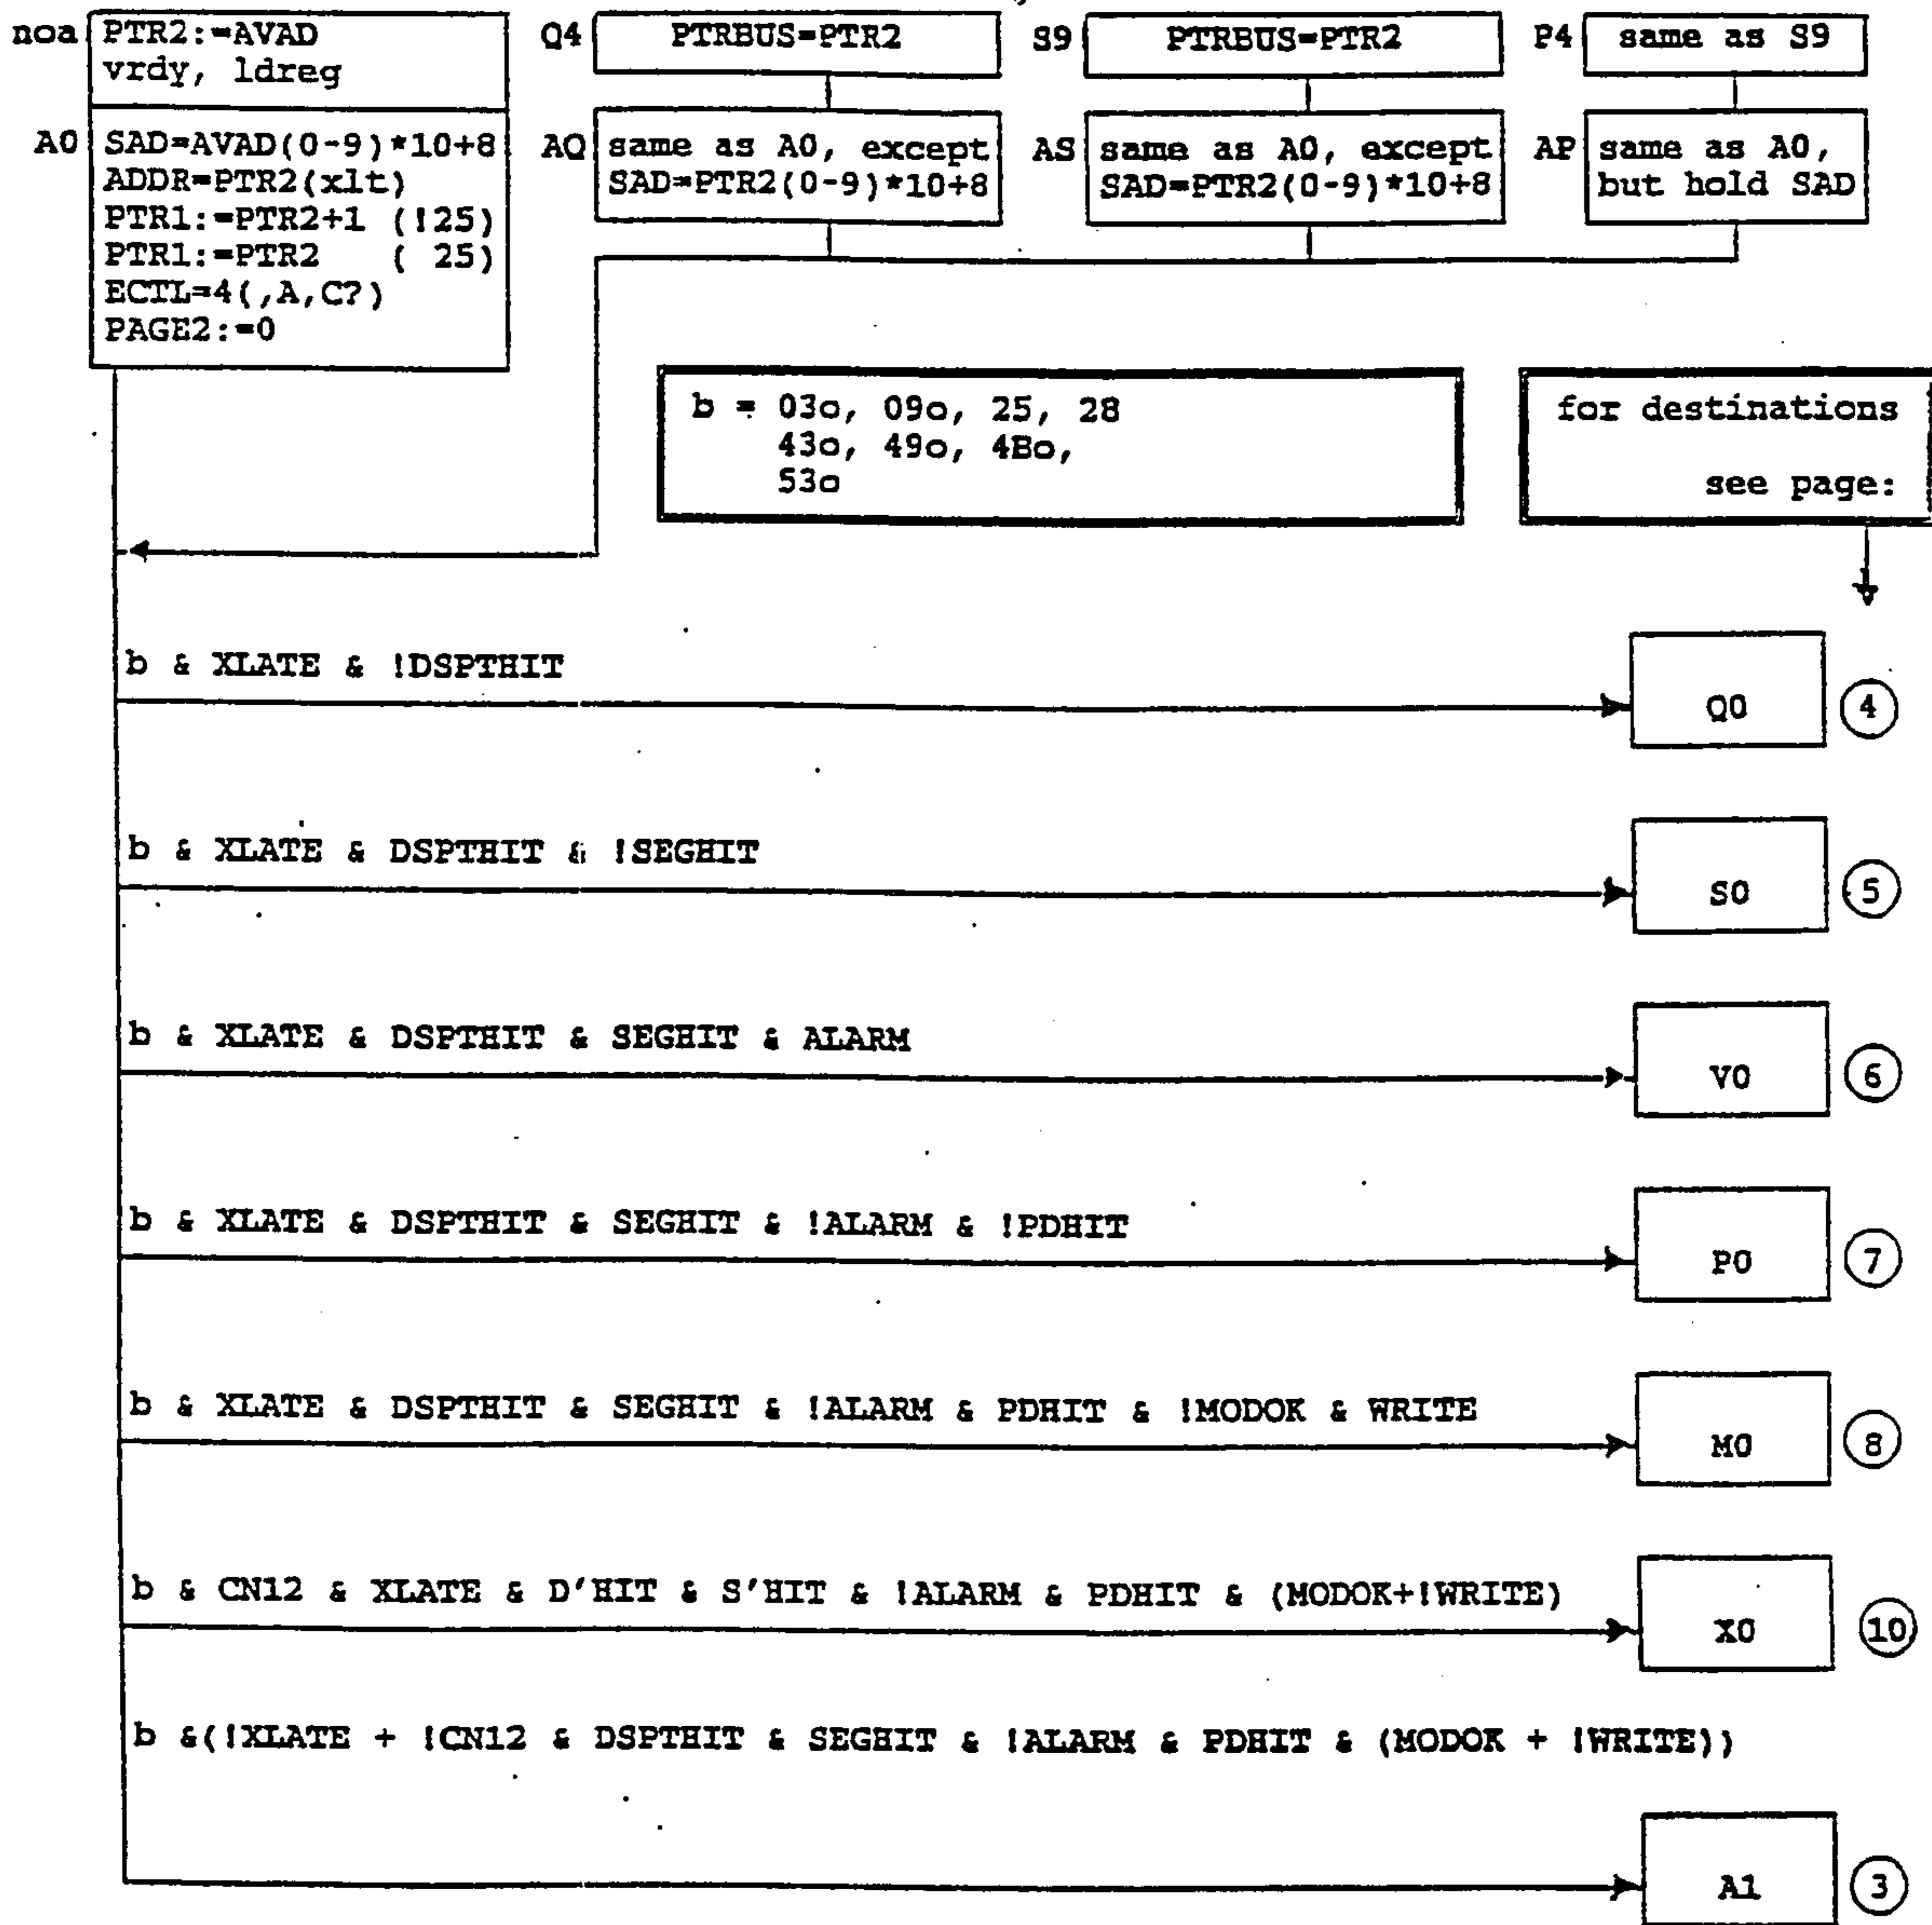 noa PTR2:=AVAD
vrdy, ldreg
Q4 PTRBUS=PTR2
S9 PTRBUS=PTR2
P4 same as S9
A0 SAD=AVAD(0-9)*10+8
ADDR=PTR2(xlt)
PTR1:=PTR2+1 (!25)
PTR1:=PTR2 ( 25)
ECTL=4(,A,C?)
PAGE2:=0
AQ same as A0, except
SAD=PTR2(0-9)*10+8
AS same as A0, except
SAD=PTR2(0-9)*10+8
AP same as A0,
but hold SAD
b = 03o, 09o, 25, 28
43o, 49o, 4Bo,
53o
for destinations
see page:
b & XLATE & !DSPTHIT
Q0 4
b & XLATE & DSPTHIT & !SEGHIT
S0 5
b & XLATE & DSPTHIT & SEGHIT & ALARM
V0 6
b & XLATE & DSPTHIT & SEGHIT & !ALARM & !PDHIT
P0 7
b & XLATE & DSPTHIT & SEGHIT & !ALARM & PDHIT & !MODOK & WRITE
M0 8
b & CN12 & XLATE & D'HIT & S'HIT & !ALARM & PDHIT & (MODOK+!WRITE)
X0 10
b &(!XLATE + !CN12 & DSPTHIT & SEGHIT & !ALARM & PDHIT & (MODOK + !WRITE))
A1 3